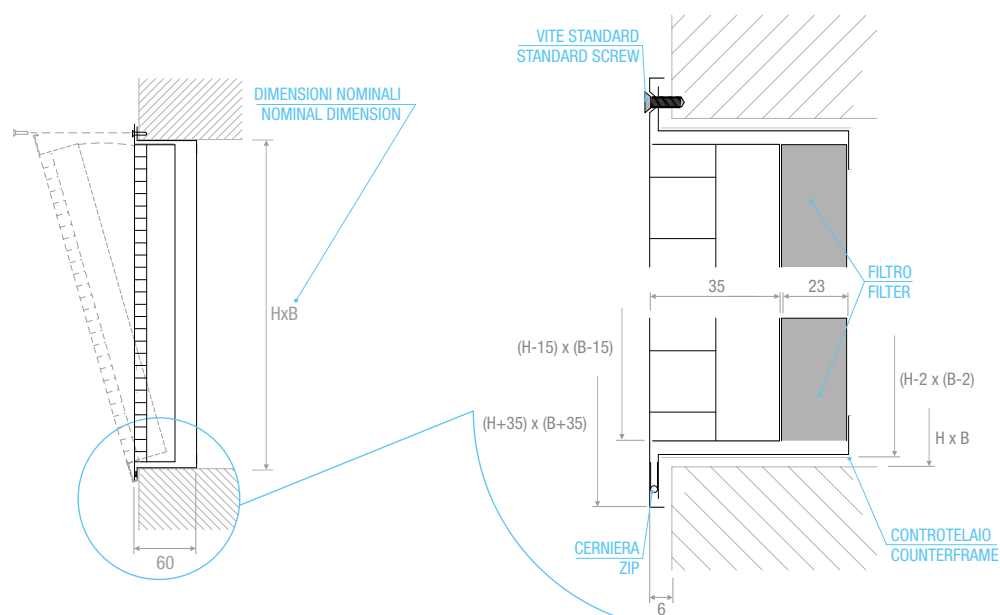 VITE STANDARD
STANDARD SCREW
DIMENSIONI NOMINALI
NOMINAL DIMENSION
HxB
60
FILTRO
FILTER
35
23
(H-15) x (B-15)
(H-2 x (B-2)
(H+35) x (B+35)
H x B
CERNIERA
ZIP
CONTROTELAIO
COUNTERFRAME
6